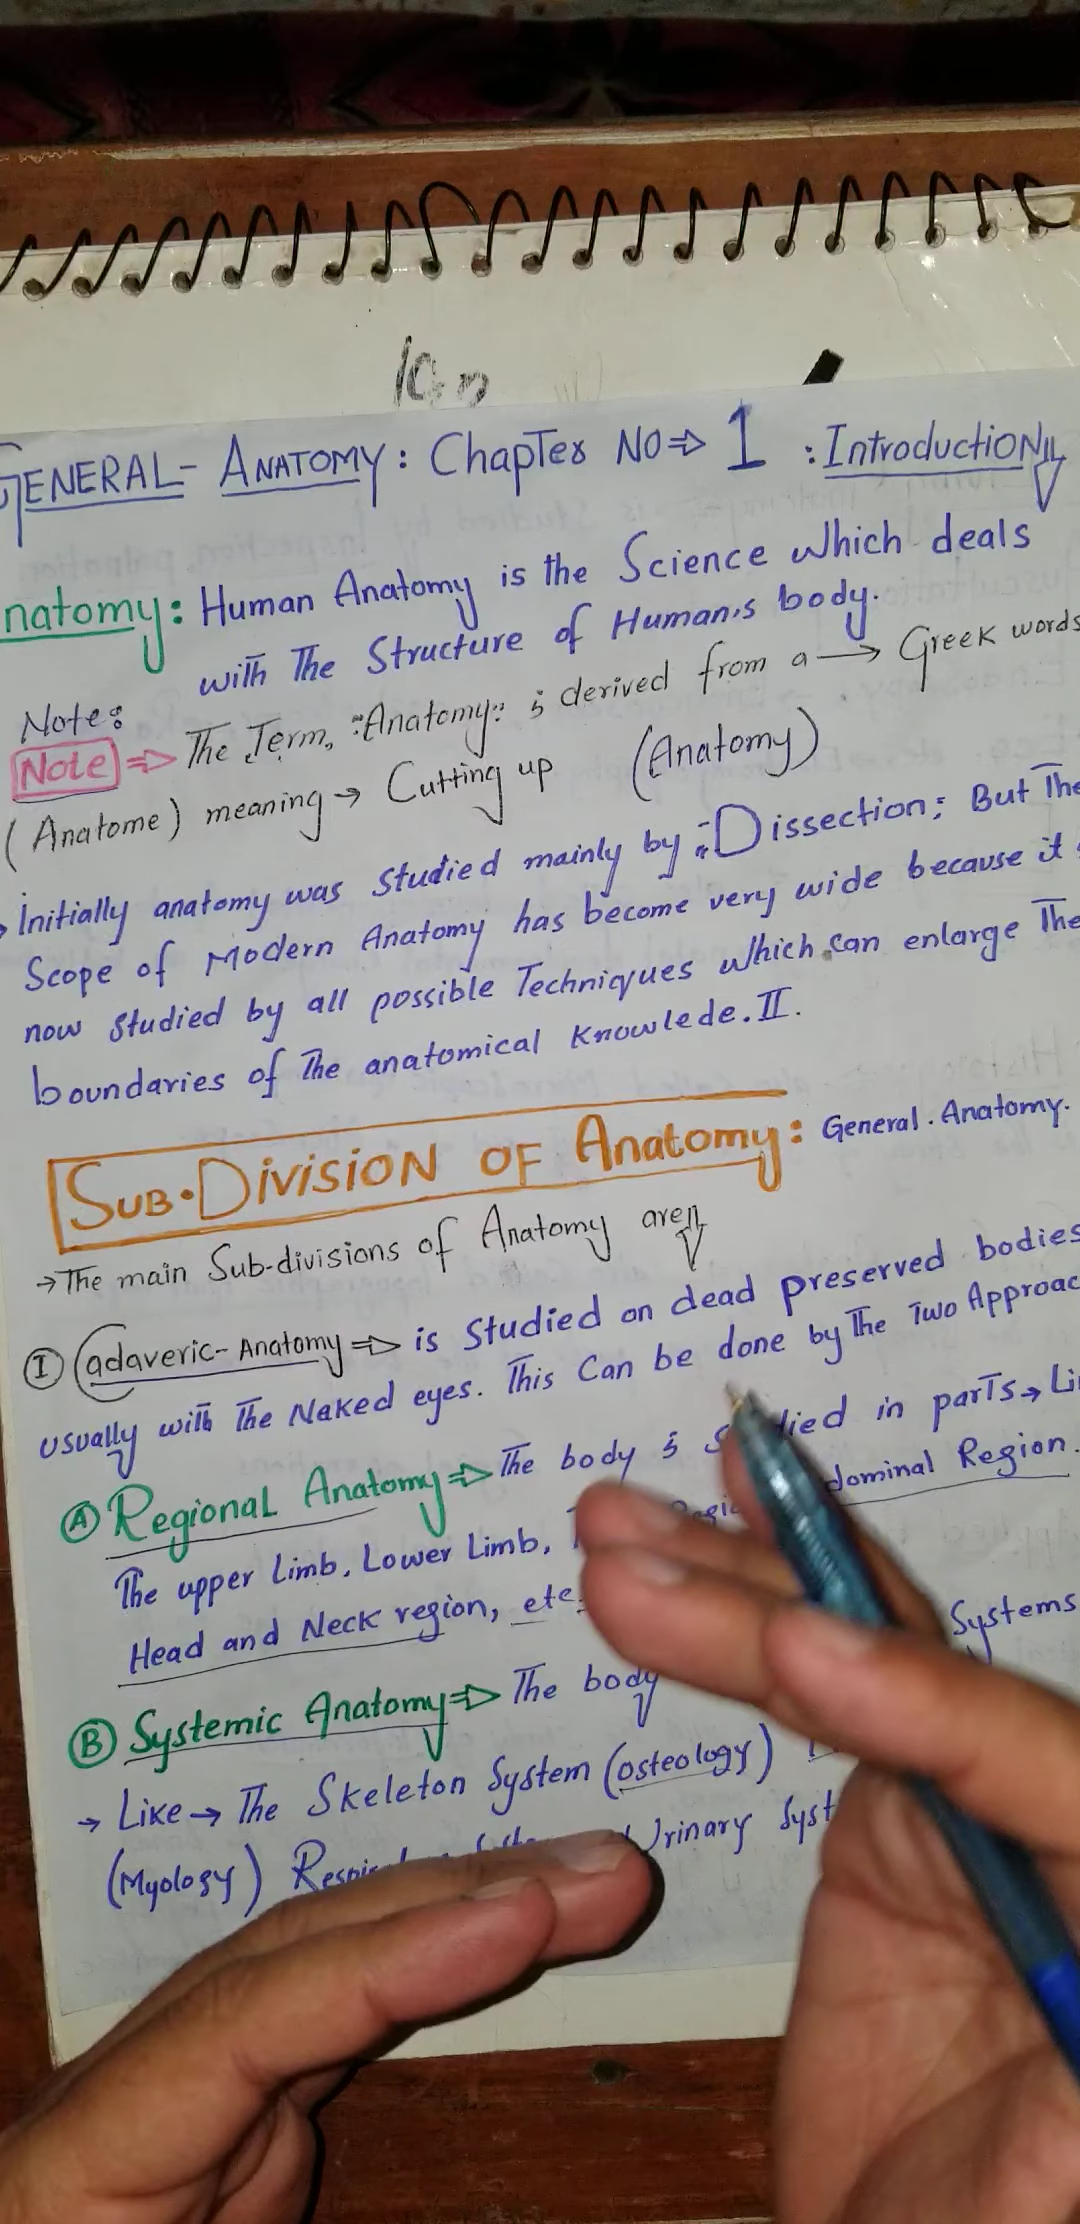 GENERAL- ANATOMY: Chapter NO⇒ 1 :Introduction
natomy: Human Anatomy is the Science Which deals
with The Structure of Human's body.
Note:
Note ⇒ The Term, "Anatomy" is derived from a → Greek words
(Anatome) meaning → Cutting up (Anatomy)
Initially anatomy was Studied mainly by "Dissection; But The
Scope of Modern Anatomy has become very wide because it
now studied by all possible Techniques which can enlarge The
boundaries of The anatomical Knowlede.II.
SUB-DIVISION OF Anatomy: General. Anatomy.
→The main Sub-divisions of Anatomy are
I Cadaveric-Anatomy⇒ is Studied on dead preserved bodies
usually with The Naked eyes. This Can be done by The Two Approac
A Regional Anatomy⇒ The body is Studied in parts→ Li
The upper Limb, Lower Limb, dominal Region.
Head and Neck region, etc
B Systemic Anatomy⇒ The body Systems
→ Like → The Skeleton System (osteology)
(Myology) Urinary Syst